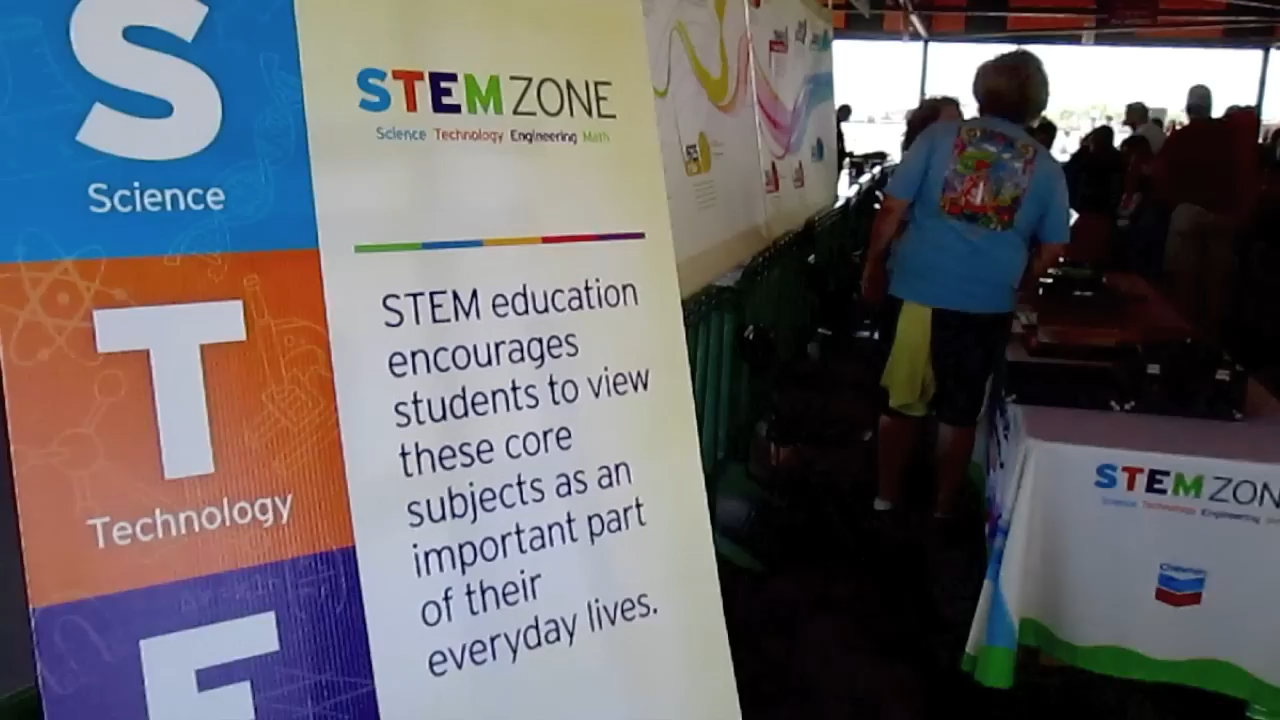 S
Science
T
Technology
E
STEM ZONE
Science Technology Engineering Math
STEM education
encourages
students to view
these core
subjects as an
important part
of their
everyday lives.
STEM ZON
Science Technology Engineering
Chevron